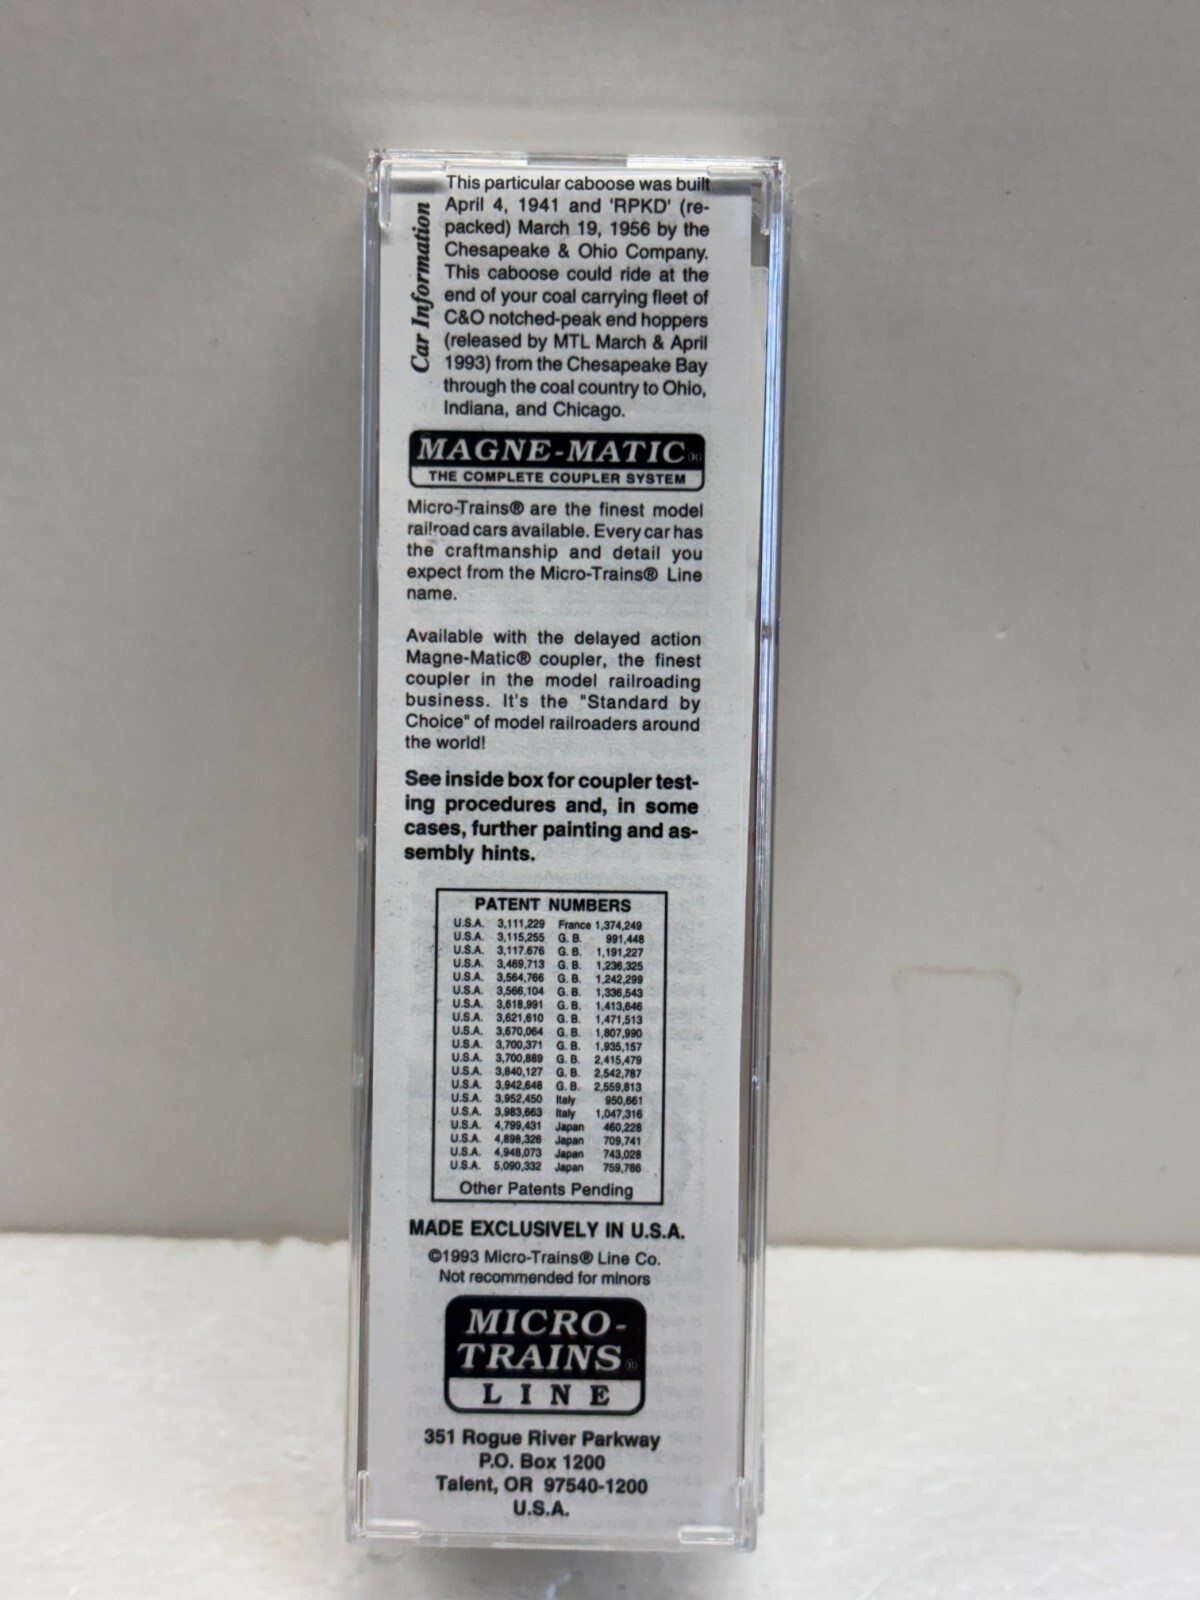 Car Information
This particular caboose was built
April 4, 1941 and 'RPKD' (re-
packed) March 19, 1956 by the
Chesapeake & Ohio Company.
This caboose could ride at the
end of your coal carrying fleet of
C&O notched-peak end hoppers
(released by MTL March & April
1993) from the Chesapeake Bay
through the coal country to Ohio,
Indiana, and Chicago.
MAGNE-MATIC®
THE COMPLETE COUPLER SYSTEM
Micro-Trains® are the finest model
railroad cars available. Every car has
the craftmanship and detail you
expect from the Micro-Trains® Line
name.
Available with the delayed action
Magne-Matic® coupler, the finest
coupler in the model railroading
business. It's the "Standard by
Choice" of model railroaders around
the world!
See inside box for coupler test-
ing procedures and, in some
cases, further painting and as-
sembly hints.
PATENT NUMBERS
U.S.A. 3,111,229 France 1,374,249
U.S.A. 3,115,255 G. B. 991,448
U.S.A. 3,117,676 G. B. 1,191,227
U.S.A. 3,469,713 G. B. 1,236,325
U.S.A. 3,564,766 G. B. 1,242,299
U.S.A. 3,566,104 G. B. 1,336,543
U.S.A. 3,618,991 G. B. 1,413,646
U.S.A. 3,621,610 G. B. 1,471,513
U.S.A. 3,670,064 G. B. 1,807,990
U.S.A. 3,700,371 G. B. 1,935,157
U.S.A. 3,700,889 G. B. 2,415,479
U.S.A. 3,840,127 G. B. 2,542,787
U.S.A. 3,942,648 G. B. 2,559,813
U.S.A. 3,952,450 Italy 950,661
U.S.A. 3,983,663 Italy 1,047,316
U.S.A. 4,799,431 Japan 460,228
U.S.A. 4,898,326 Japan 709,741
U.S.A. 4,948,073 Japan 743,028
U.S.A. 5,090,332 Japan 759,786
Other Patents Pending
MADE EXCLUSIVELY IN U.S.A.
©1993 Micro-Trains® Line Co.
Not recommended for minors
MICRO-
TRAINS®
LINE
351 Rogue River Parkway
P.O. Box 1200
Talent, OR 97540-1200
U.S.A.